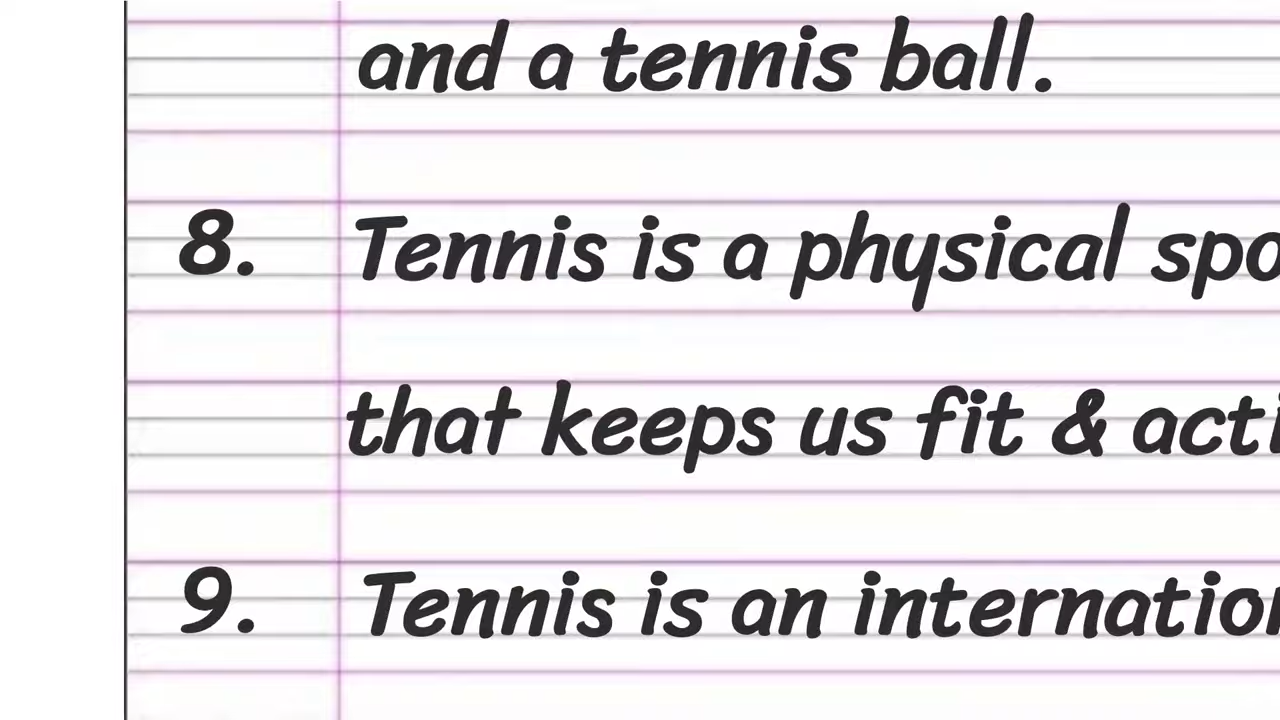 and a tennis ball.
8. Tennis is a physical
that keeps us fit &
9. Tennis is an